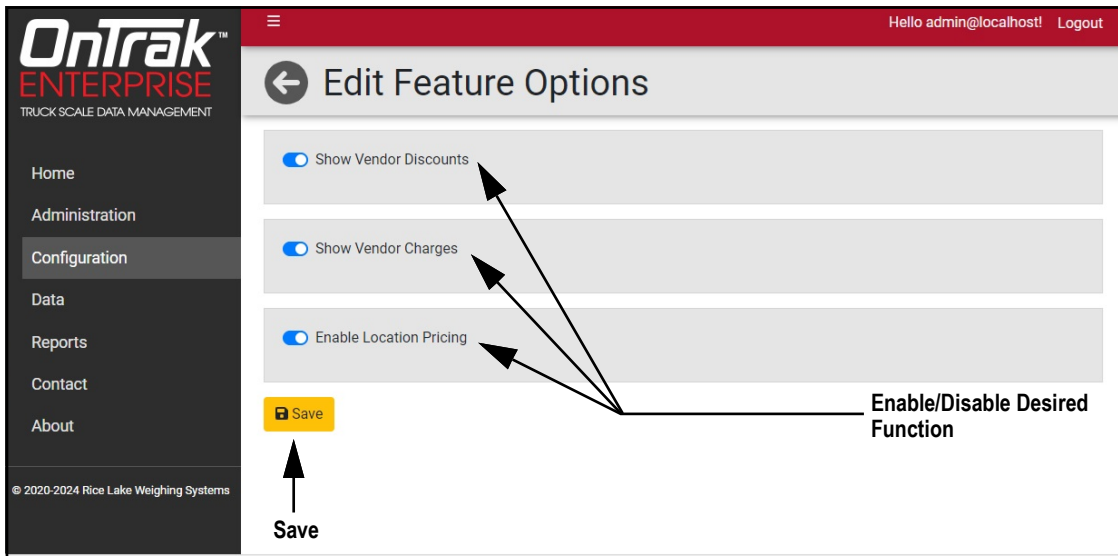 OnTrak™
ENTERPRISE
TRUCK SCALE DATA MANAGEMENT
Home
Administration
Configuration
Data
Reports
Contact
About
© 2020-2024 Rice Lake Weighing Systems
Hello admin@localhost! Logout
Edit Feature Options
Show Vendor Discounts
Show Vendor Charges
Enable Location Pricing
Save
Enable/Disable Desired
Function
Save